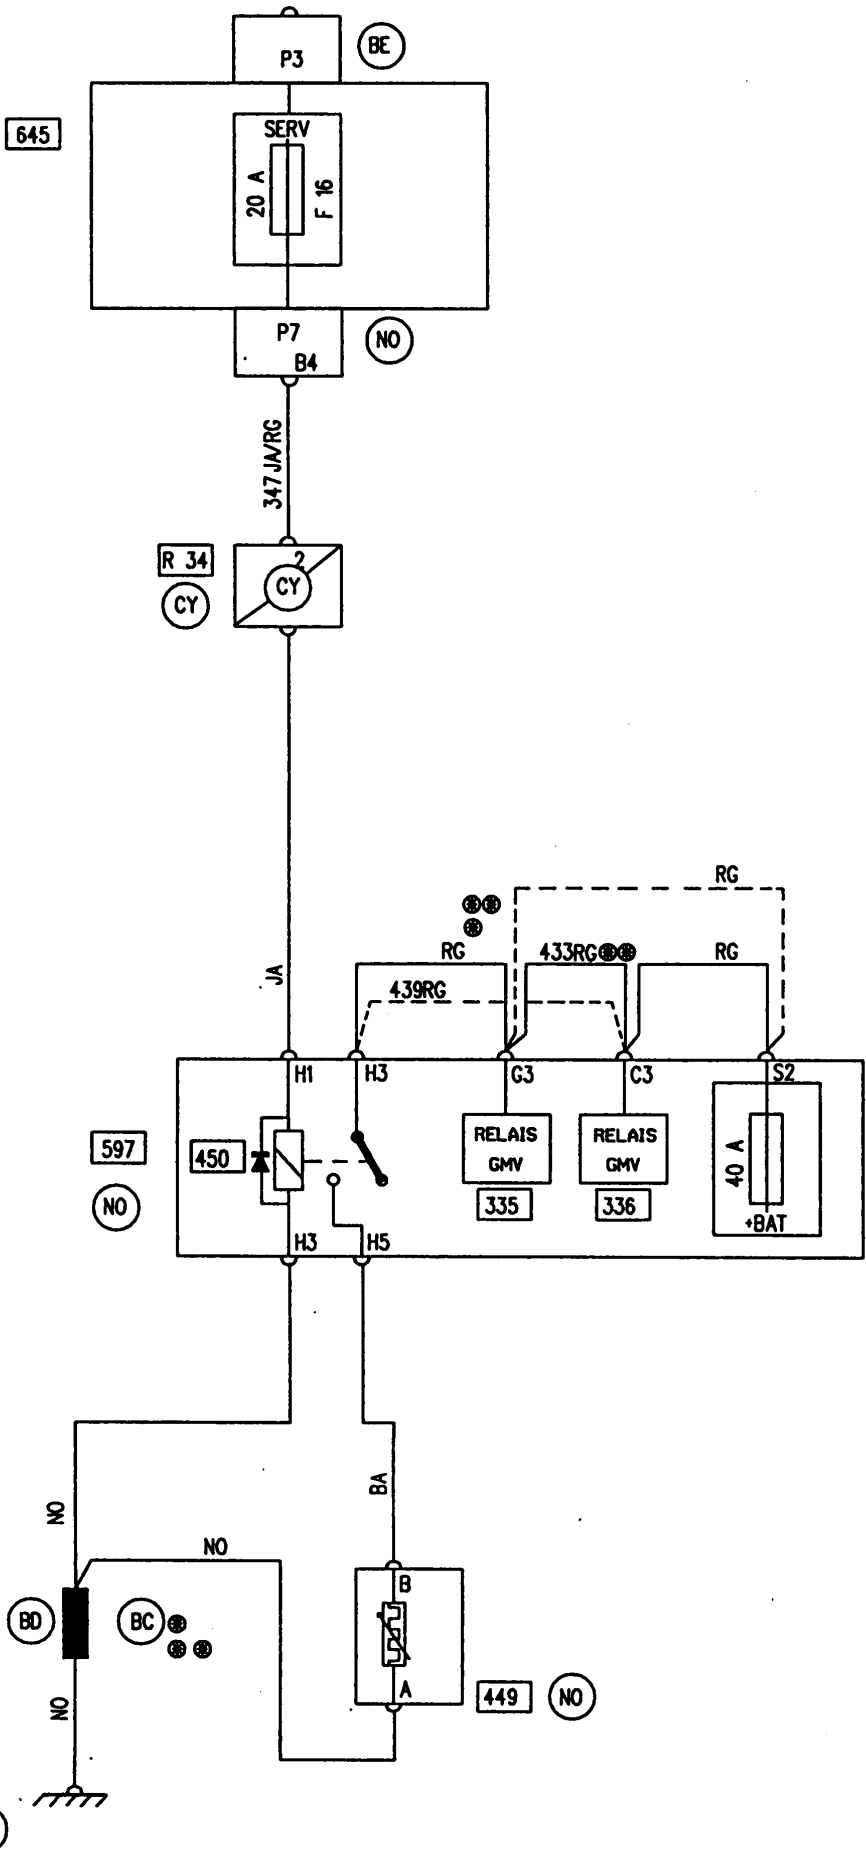 BE
P3
645
SERV
20 A
F 16
P7
NO
B4
347 JA/RG
R 34
2
CY
CY
RG
RG
433RG
RG
JA
439RG
H1
H3
G3
C3
S2
597
450
RELAIS
GMV
RELAIS
GMV
40 A
335
336
NO
+BAT
H3
H5
BA
NO
NO
B
BD
BC
A
449
NO
NO